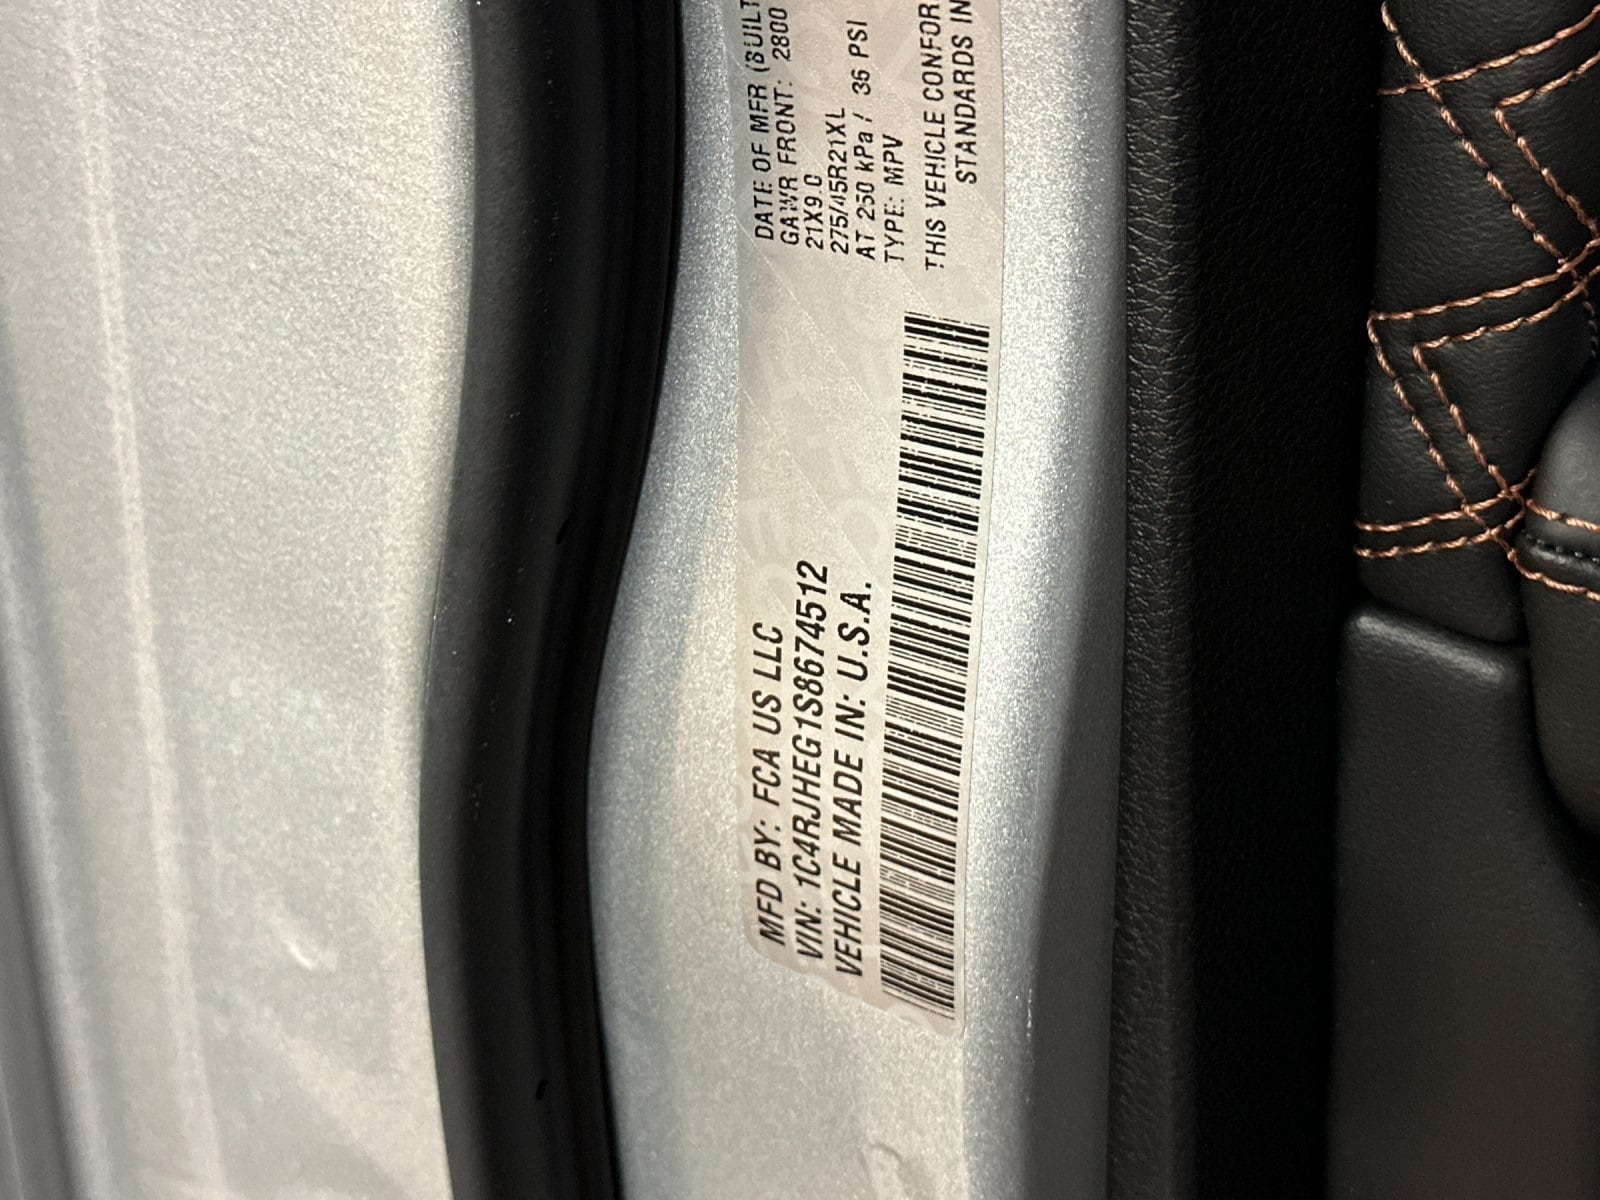 MFD BY: FCA US LLC
VIN: 1C4RJHEG1S8674512
VEHICLE MADE IN: U.S.A.
DATE OF MFR (BUILT
GAWR FRONT: 2800
21X9.0
275/45R21XL
AT 250 kPa / 36 PSI
TYPE: MPV
THIS VEHICLE CONFOR
STANDARDS IN